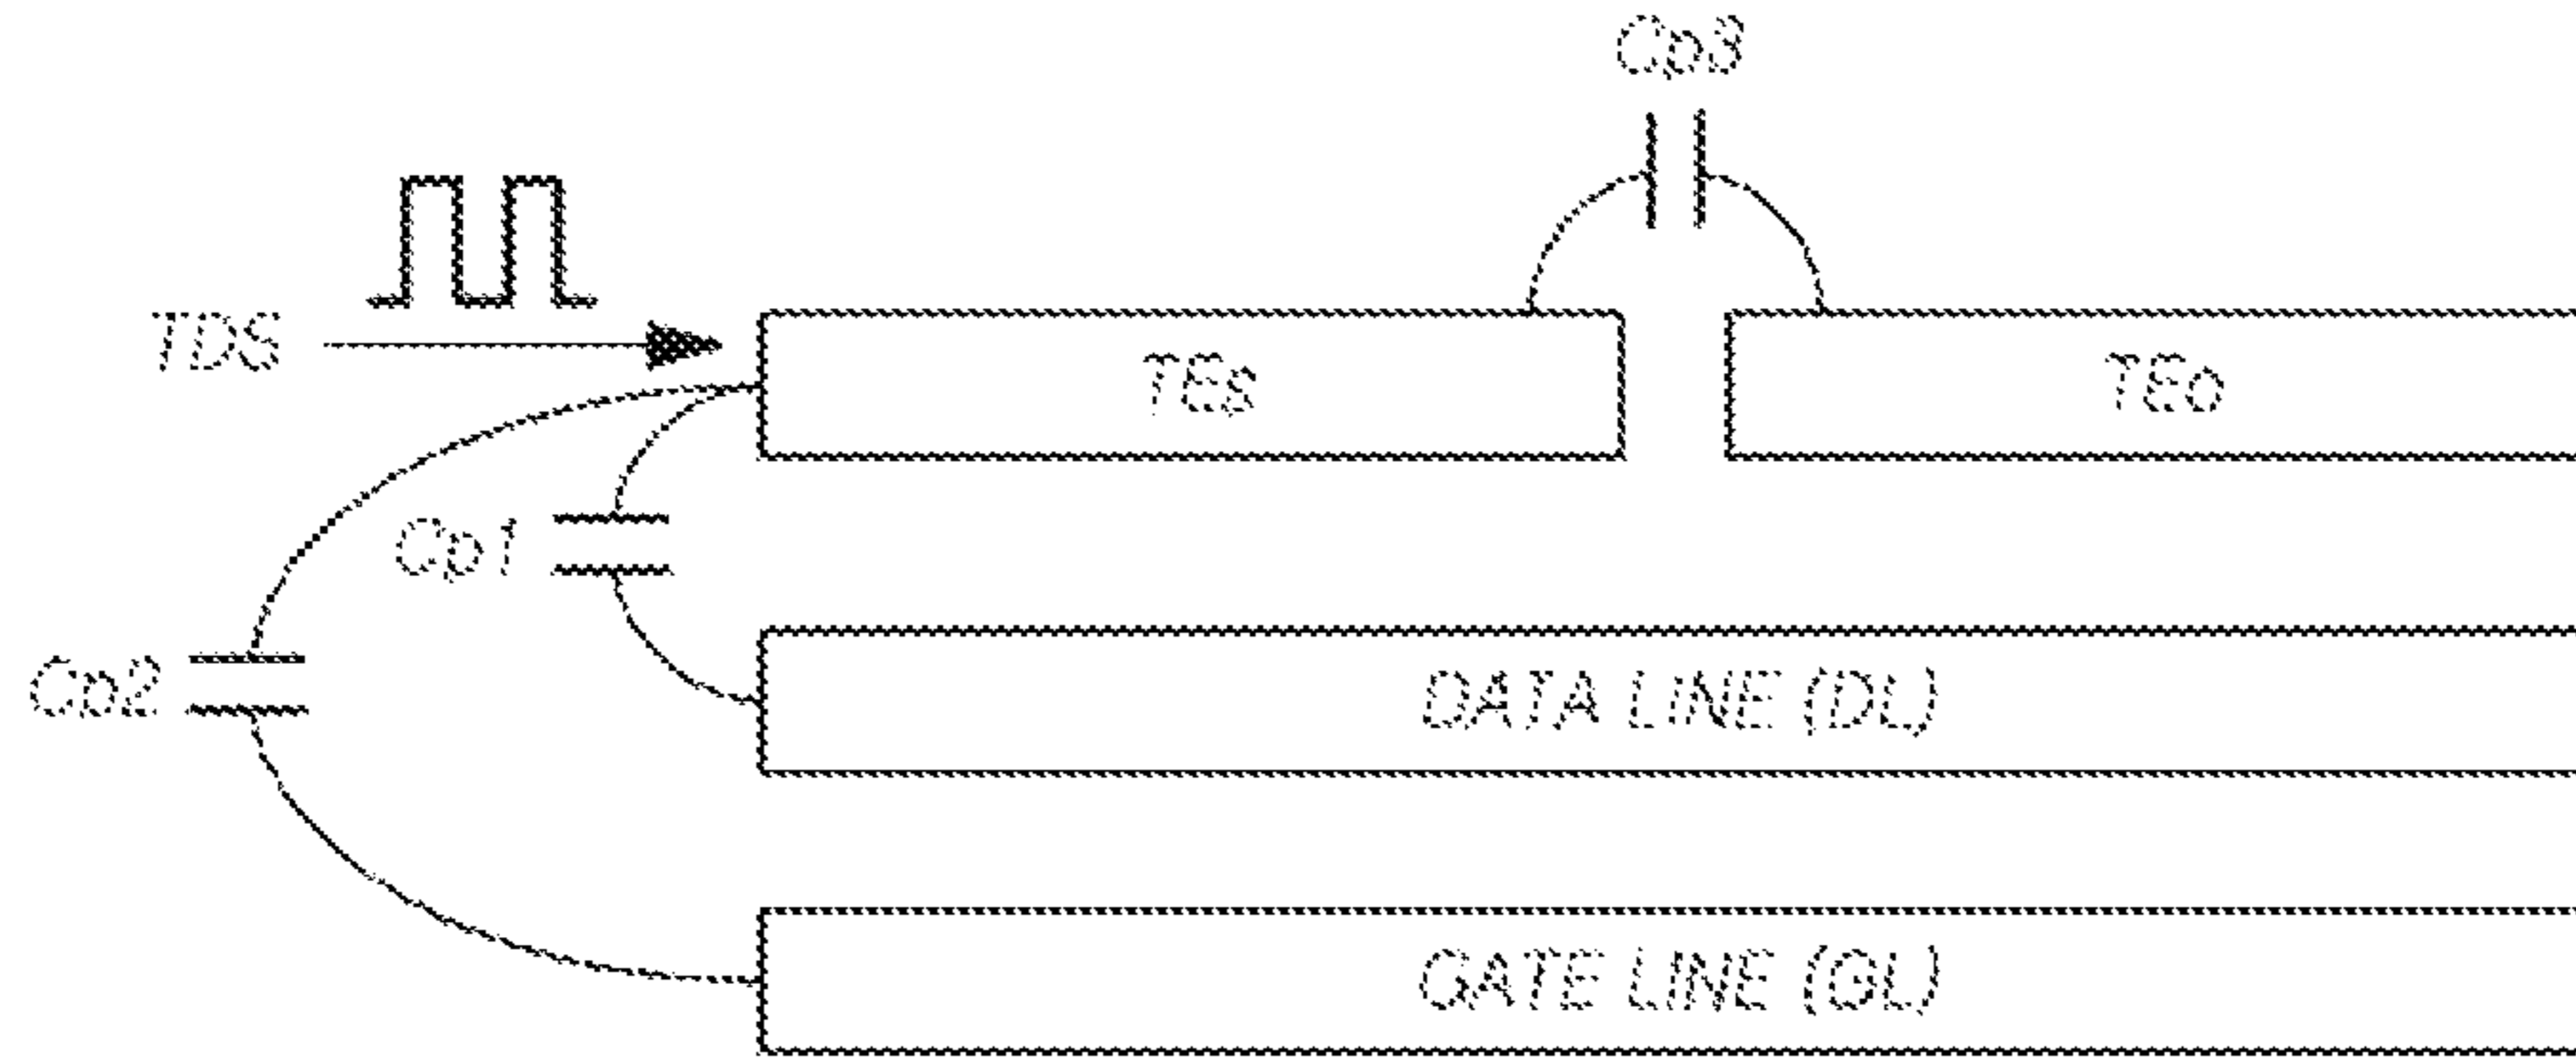 Cp3
TDS
TEs
TEo
Cp1
Cp2
DATA LINE (DL)
GATE LINE (GL)